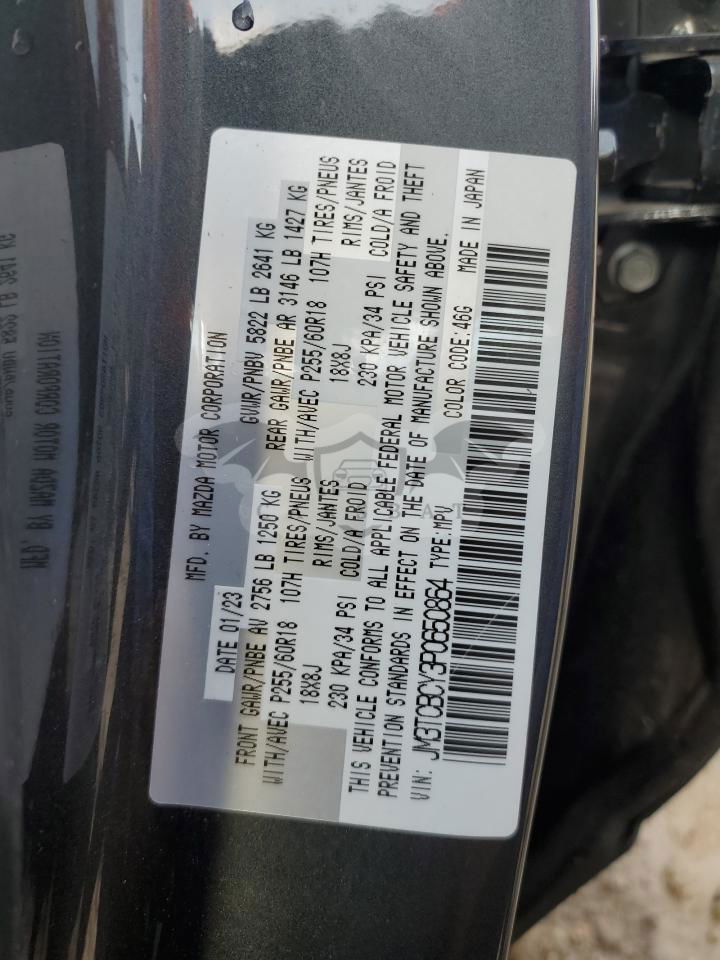 MFD. BY MAZDA MOTOR CORPORATION
DATE 01/23 GVWR/PNBV 5822 LB 2641 KG
FRONT GAWR/PNBE AV 2756 LB 1250 KG REAR GAWR/PNBE AR 3146 LB 1427 KG
WITH/AVEC P255/60R18 107H TIRES/PNEUS WITH/AVEC P255/60R18 107H TIRES/PNEUS
18X8J RIMS/JANTES 18X8J RIMS/JANTES
230 KPA/34 PSI COLD/A FROID 230 KPA/34 PSI COLD/A FROID
THIS VEHICLE CONFORMS TO ALL APPLICABLE FEDERAL MOTOR VEHICLE SAFETY AND THEFT
PREVENTION STANDARDS IN EFFECT ON THE DATE OF MANUFACTURE SHOWN ABOVE.
VIN: JM3TCBCY3P0650864 TYPE:MPV COLOR CODE:46G MADE IN JAPAN